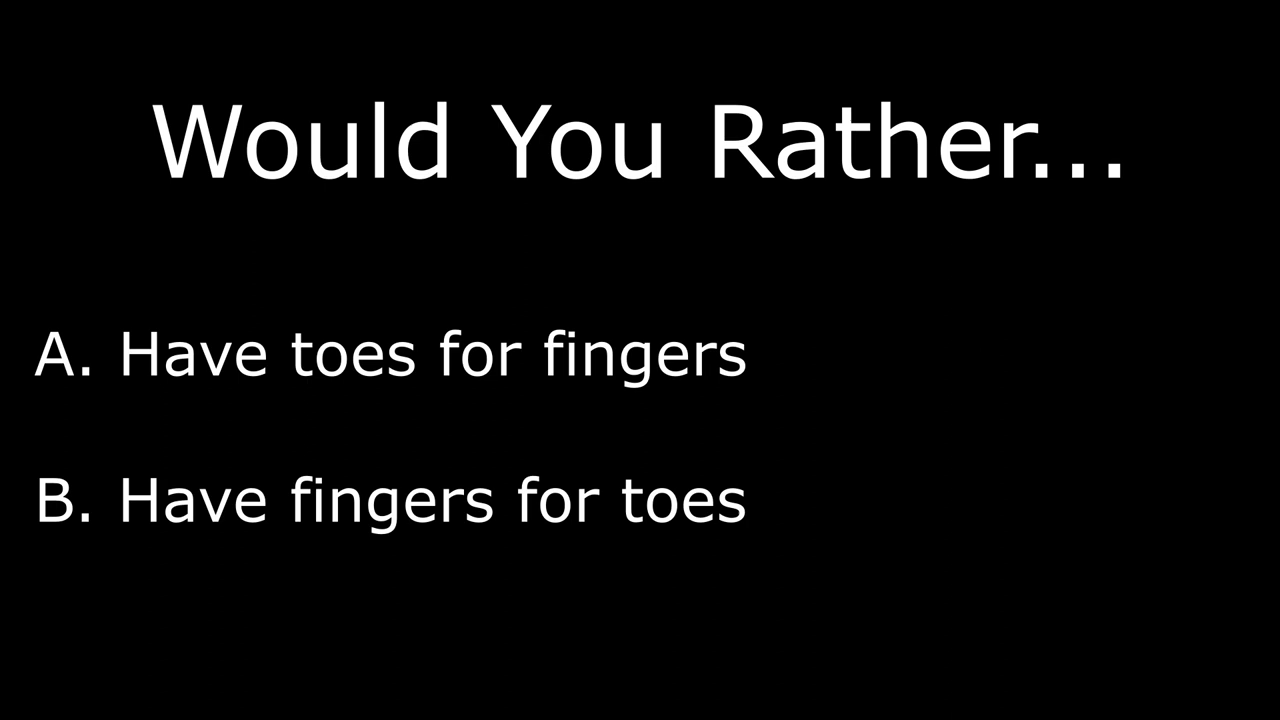 Would You Rather...
A. Have toes for fingers
B. Have fingers for toes